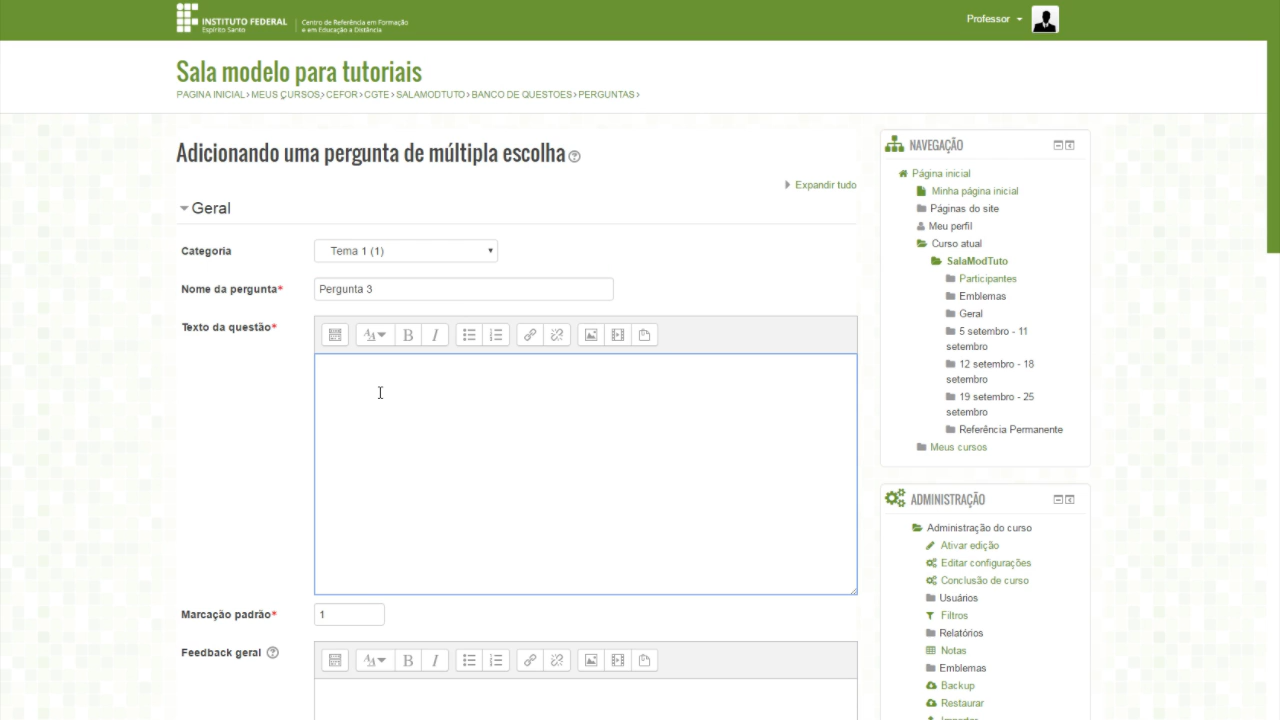 INSTITUTO FEDERAL
Espírito Santo
Centro de Referência em Formação
e em Educação a Distância
Professor
Sala modelo para tutoriais
PÁGINA INICIAL › MEUS CURSOS › CEFOR › CGTE › SALAMODTUTO › BANCO DE QUESTÕES › PERGUNTAS ›
Adicionando uma pergunta de múltipla escolha
Expandir tudo
Geral
Categoria
Tema 1 (1)
Nome da pergunta*
Pergunta 3
Texto da questão*
Marcação padrão*
1
Feedback geral
NAVEGAÇÃO
Página inicial
Minha página inicial
Páginas do site
Meu perfil
Curso atual
SalaModTuto
Participantes
Emblemas
Geral
5 setembro - 11
setembro
12 setembro - 18
setembro
19 setembro - 25
setembro
Referência Permanente
Meus cursos
ADMINISTRAÇÃO
Administração do curso
Ativar edição
Editar configurações
Conclusão de curso
Usuários
Filtros
Relatórios
Notas
Emblemas
Backup
Restaurar